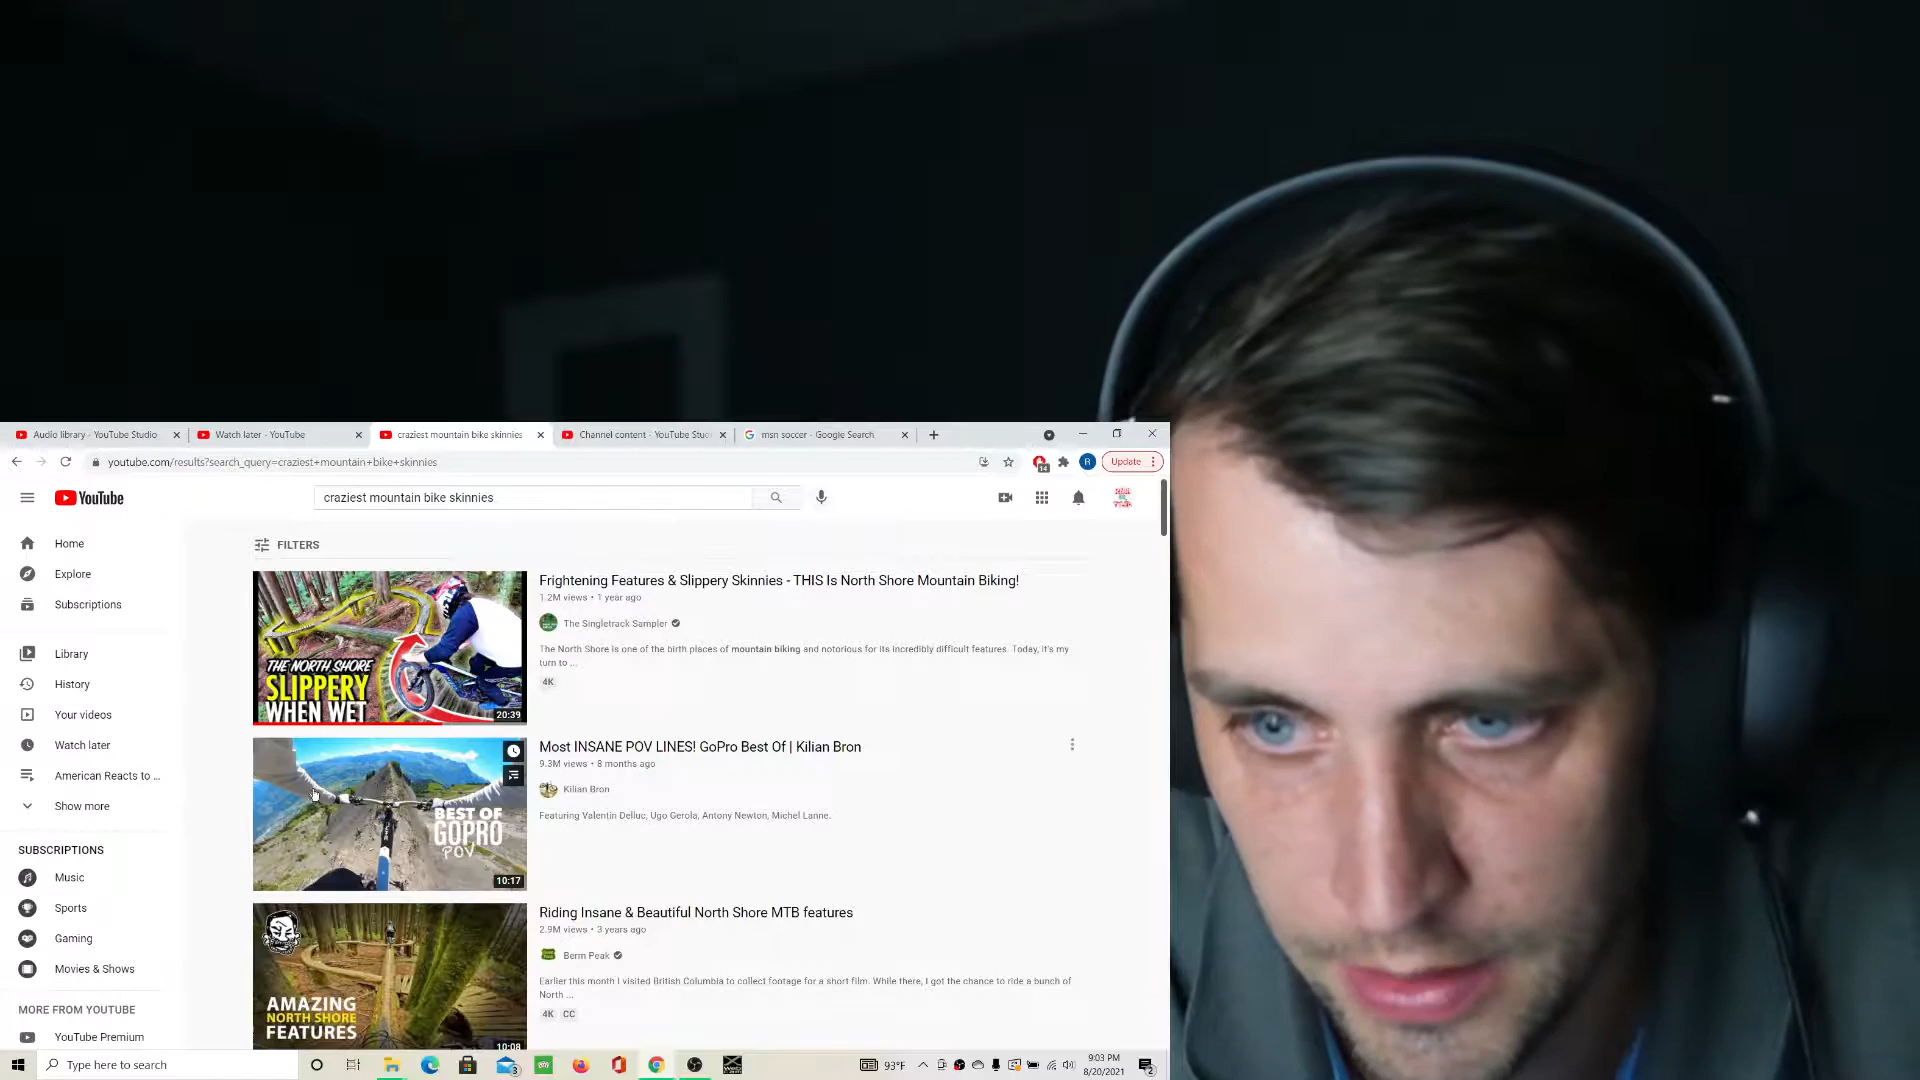 Audio library - YouTube Studio
Watch later - YouTube
craziest mountain bike skinnies
Channel content - YouTube Stud
msn soccer - Google Search
youtube.com/results?search_query=craziest+mountain+bike+skinnies
14
R
Update
YouTube
craziest mountain bike skinnies
Home
Explore
Subscriptions
Library
History
Your videos
Watch later
American Reacts to ...
Show more
SUBSCRIPTIONS
Music
Sports
Gaming
Movies & Shows
MORE FROM YOUTUBE
YouTube Premium
FILTERS
THE NORTH SHORE
SLIPPERY
WHEN WET
20:39
Frightening Features & Slippery Skinnies - THIS Is North Shore Mountain Biking!
1.2M views • 1 year ago
The Singletrack Sampler
The North Shore is one of the birth places of mountain biking and notorious for its incredibly difficult features. Today, it's my
turn to ...
4K
BEST OF
GOPRO
POV
10:17
Most INSANE POV LINES! GoPro Best Of | Kilian Bron
9.3M views • 8 months ago
Kilian Bron
Featuring Valentin Delluc, Ugo Gerola, Antony Newton, Michel Lanne.
AMAZING
NORTH SHORE
FEATURES
10:08
Riding Insane & Beautiful North Shore MTB features
2.9M views • 3 years ago
Berm Peak
Earlier this month I visited British Columbia to collect footage for a short film. While there, I got the chance to ride a bunch of
North ...
4K CC
Type here to search
3
93°F
9:03 PM
8/20/2021
2